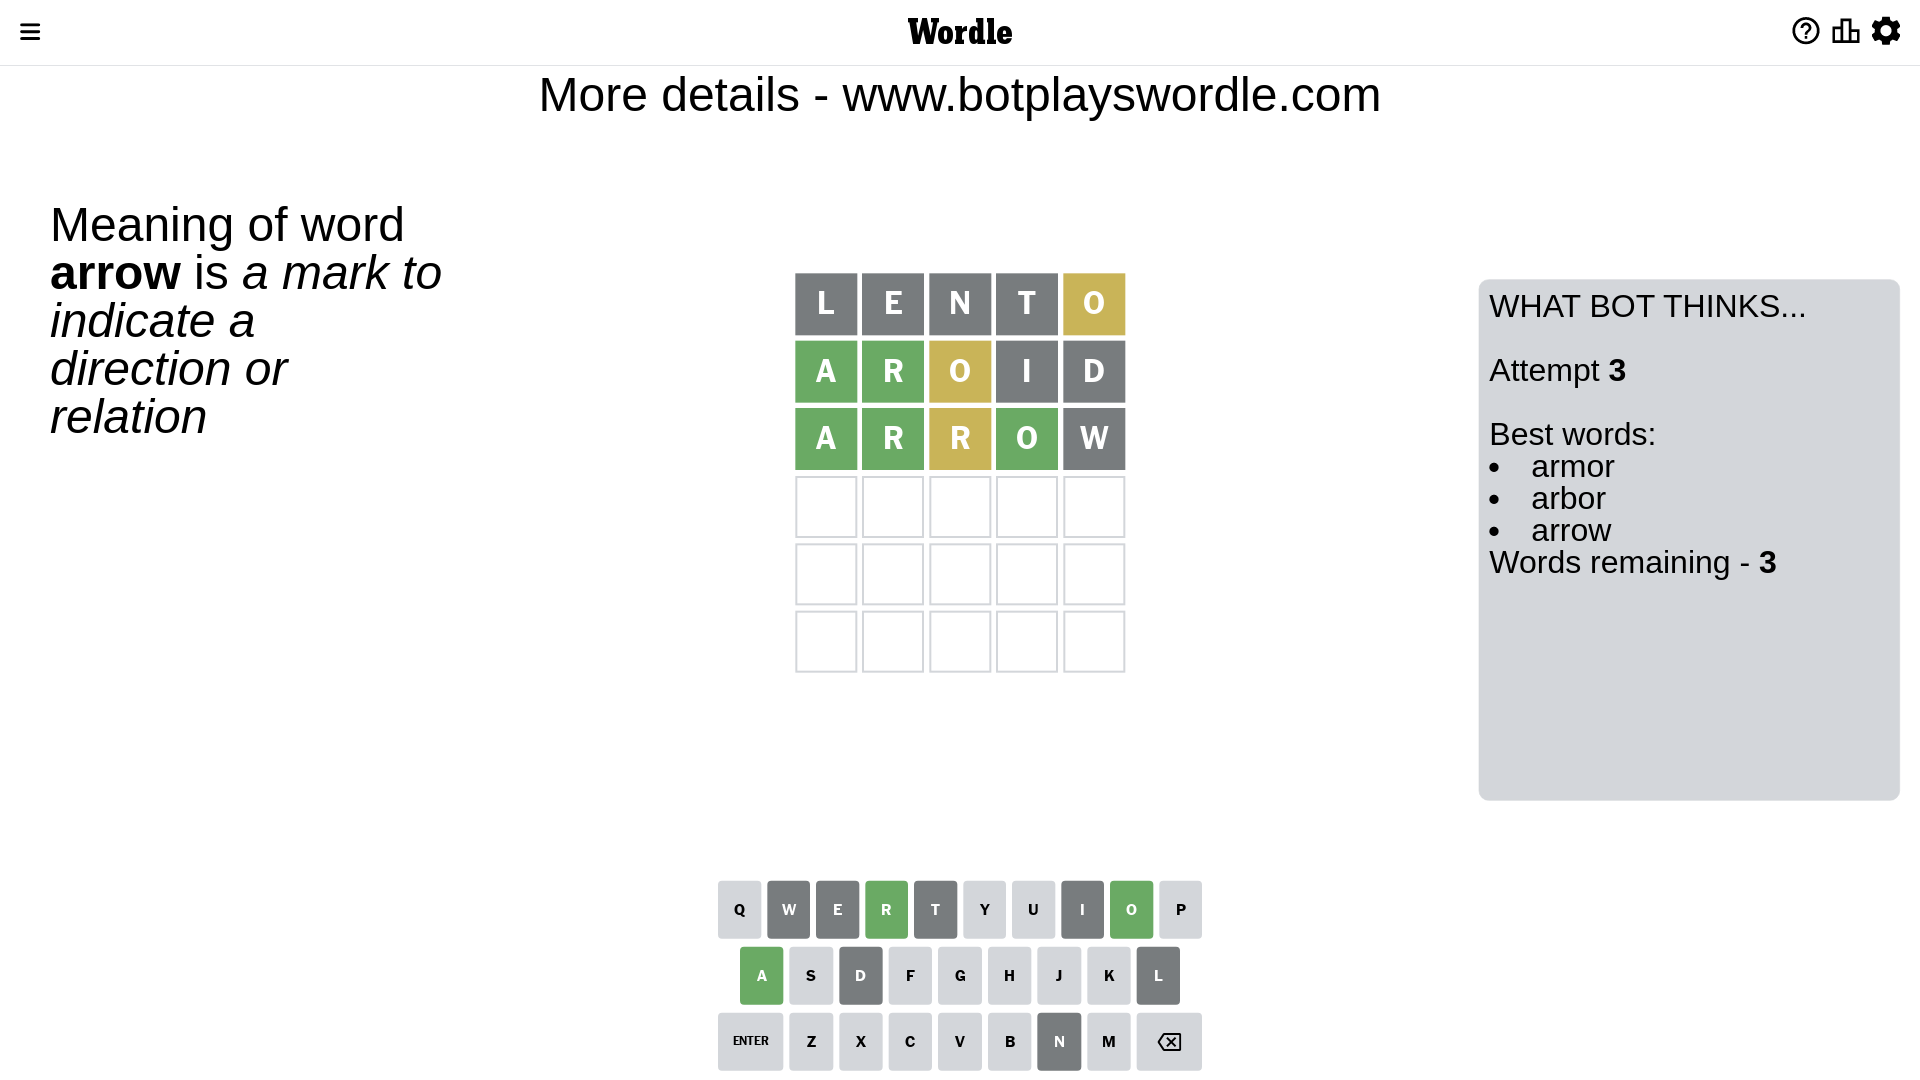 Wordle
More details - www.botplayswordle.com
Meaning of word
arrow is a mark to
indicate a
direction or
relation
L E N T O
A R O I D
A R R O W
WHAT BOT THINKS...
Attempt 3
Best words:
• armor
• arbor
• arrow
Words remaining - 3
Q W E R T Y U I O P
A S D F G H J K L
ENTER Z X C V B N M